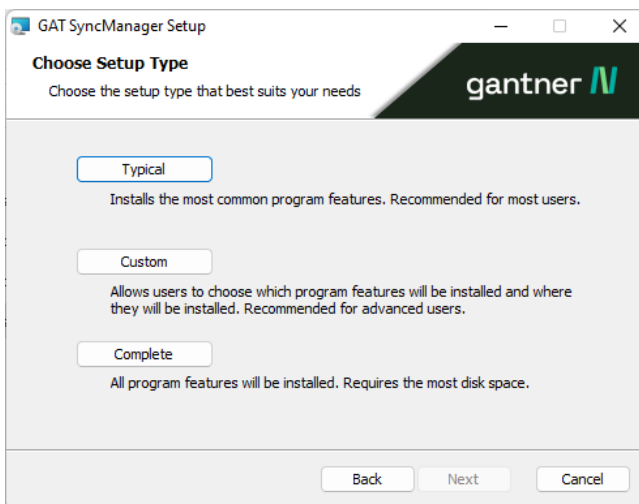 GAT SyncManager Setup
Choose Setup Type
Choose the setup type that best suits your needs
gantner
Typical
Installs the most common program features. Recommended for most users.
Custom
Allows users to choose which program features will be installed and where
they will be installed. Recommended for advanced users.
Complete
All program features will be installed. Requires the most disk space.
Back
Next
Cancel